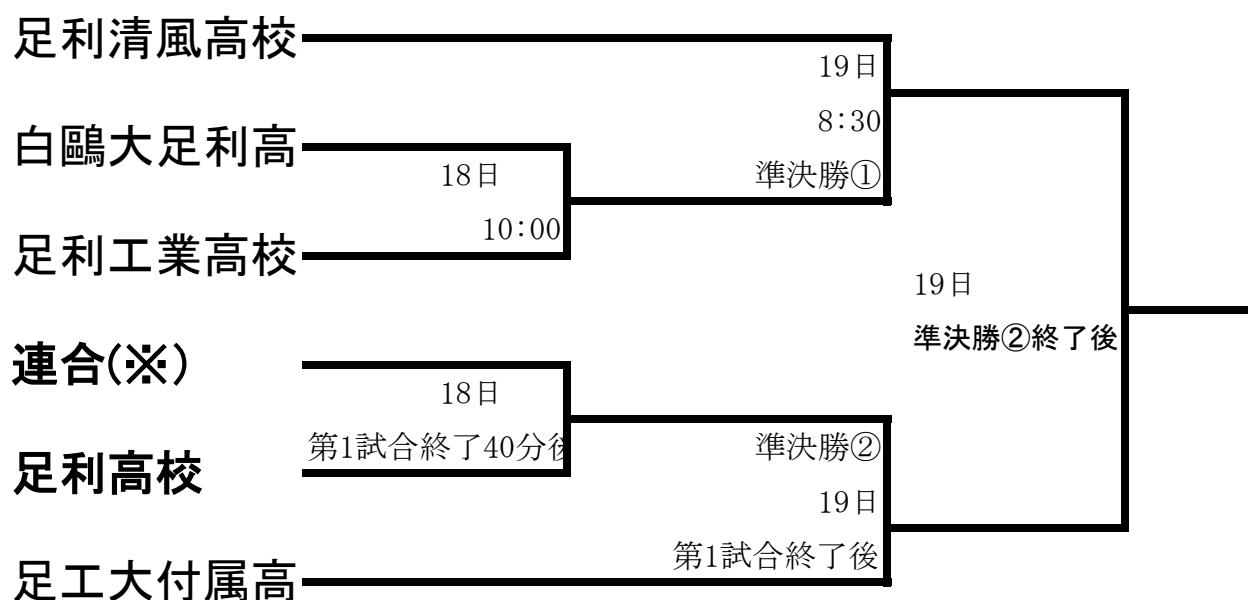 足利清風高校
19日
8:30
準決勝①
白鷗大足利高
18日
10:00
足利工業高校
19日
準決勝②終了後
連合(※)
18日
第1試合終了40分後
足利高校
準決勝②
19日
第1試合終了後
足工大付属高